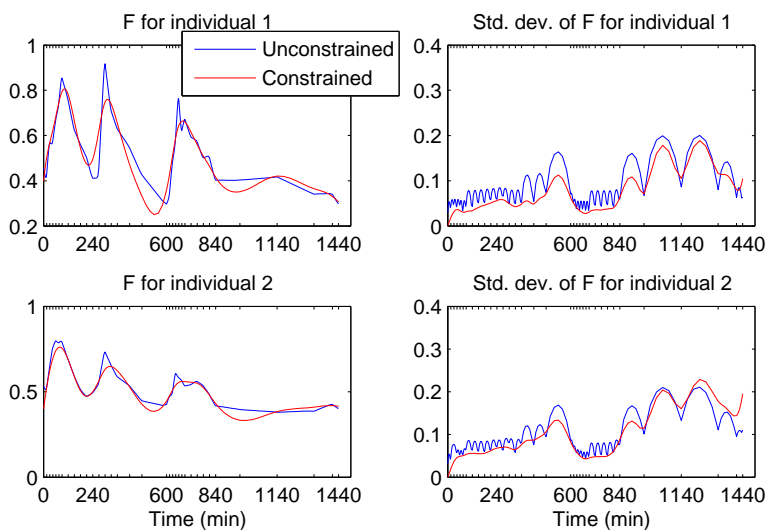 F for individual 1
Unconstrained
Constrained
1
0.8
0.6
0.4
0.2
0 240 600 840 1140 1440
Std. dev. of F for individual 1
0.4
0.3
0.2
0.1
0
0 240 600 840 1140 1440
F for individual 2
1
0.5
0
0 240 600 840 1140 1440
Time (min)
Std. dev. of F for individual 2
0.4
0.3
0.2
0.1
0
0 240 600 840 1140 1440
Time (min)